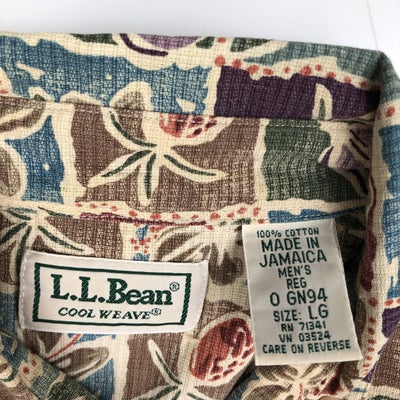 L.L.Bean®
COOL WEAVE®
100% COTTON
MADE IN
JAMAICA
MEN'S
REG
0 GN94
SIZE: LG
RN 71341
VN 03524
CARE ON REVERSE